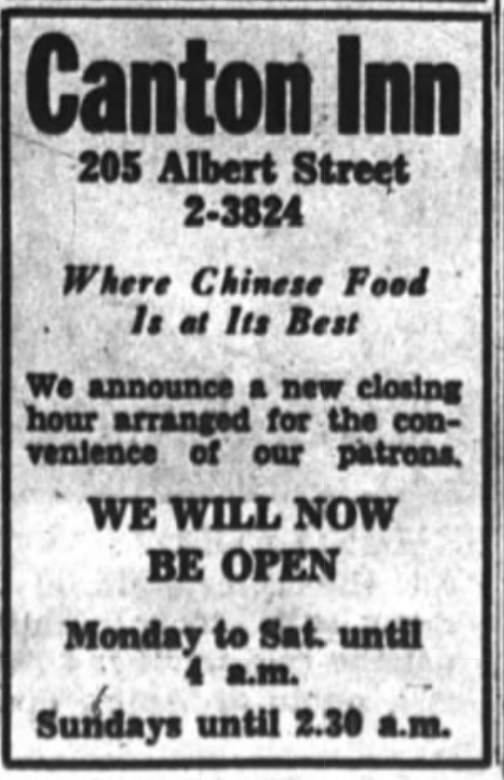 Canton Inn
205 Albert Street
2-3824
Where Chinese Food
Is at Its Best
We announce a new closing
hour arranged for the con-
venience of our patrons.
WE WILL NOW
BE OPEN
Monday to Sat. until
4 a.m.
Sundays until 2.30 a.m.